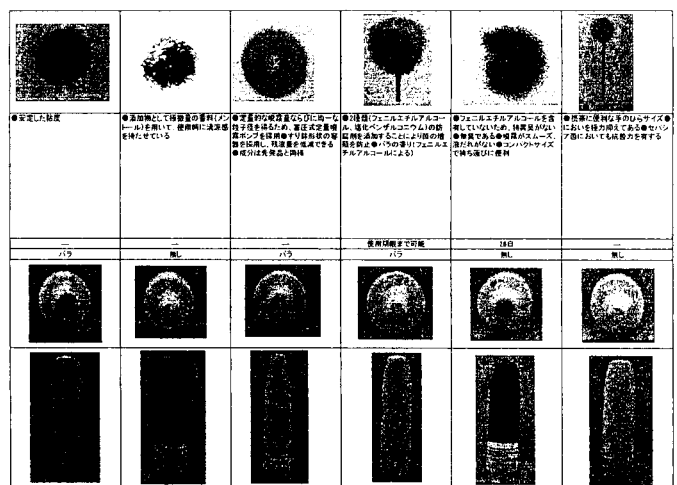 ●安定した粘度
●添加物として極微量の香料(メン
トール)を用いて、使用時に清涼感
を持たせている
●定量的な噴霧量ならびに均一な
粒子径を得るため、蓄圧式定量噴
霧ポンプを採用●すり鉢形状の容
器を採用し、残液量を低減できる
●成分は先発品と同様
●2種類(フェニルエチルアルコー
ル、塩化ベンザルコニウム)の防
腐剤を添加することにより菌の増
殖を防止●バラの香り(フェニルエ
チルアルコールによる)
●フェニルエチルアルコールを含
有していないため、特異臭がない
●無臭である●噴霧がスムーズ、
液だれがない●コンパクトサイズ
で持ち運びに便利
●携帯に便利な手のひらサイズ●
においを極力抑えてある●セパシ
ア菌においても抗菌力を有する
―
―
―
使用期限まで可能
28日
―
バラ
無し
バラ
バラ
無し
無し